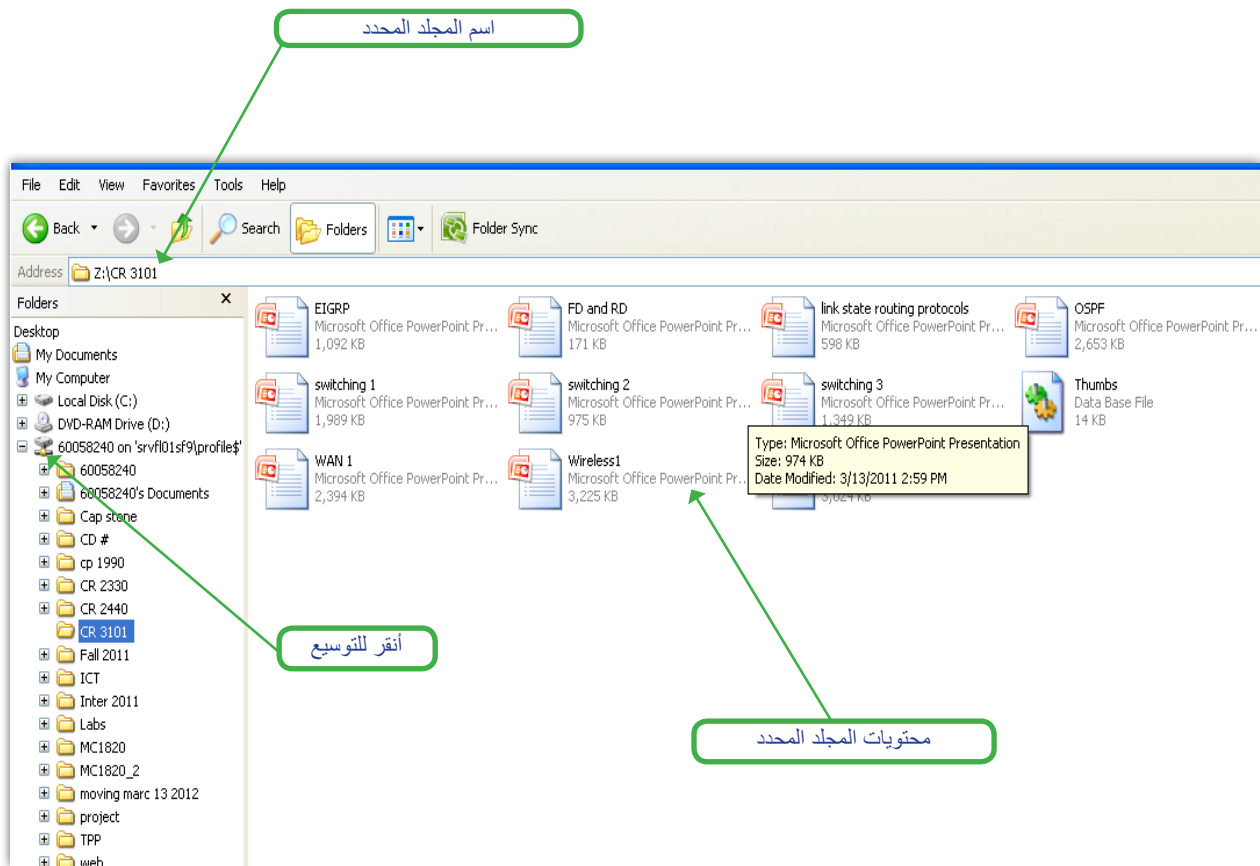 اسم المجلد المحدد
File Edit View Favorites Tools Help
Back Search Folders Folder Sync
Address Z:\CR 3101
Folders X
Desktop
My Documents
My Computer
Local Disk (C:)
DVD-RAM Drive (D:)
60058240 on 'srvfl01sf9\profile$'
60058240
60058240's Documents
Cap stone
CD #
cp 1990
CR 2330
CR 2440
CR 3101
Fall 2011
ICT
Inter 2011
Labs
MC1820
MC1820_2
moving marc 13 2012
project
TPP
web
EIGRP
Microsoft Office PowerPoint Pr...
1,092 KB
FD and RD
Microsoft Office PowerPoint Pr...
171 KB
link state routing protocols
Microsoft Office PowerPoint Pr...
598 KB
OSPF
Microsoft Office PowerPoint Pr...
2,653 KB
switching 1
Microsoft Office PowerPoint Pr...
1,989 KB
switching 2
Microsoft Office PowerPoint Pr...
975 KB
switching 3
Microsoft Office PowerPoint Pr...
1,349 KB
Thumbs
Data Base File
14 KB
WAN 1
Microsoft Office PowerPoint Pr...
2,394 KB
Wireless1
Microsoft Office PowerPoint Pr...
3,225 KB
3,024 KB
Type: Microsoft Office PowerPoint Presentation
Size: 974 KB
Date Modified: 3/13/2011 2:59 PM
أنقر للتوسيع
محتويات المجلد المحدد